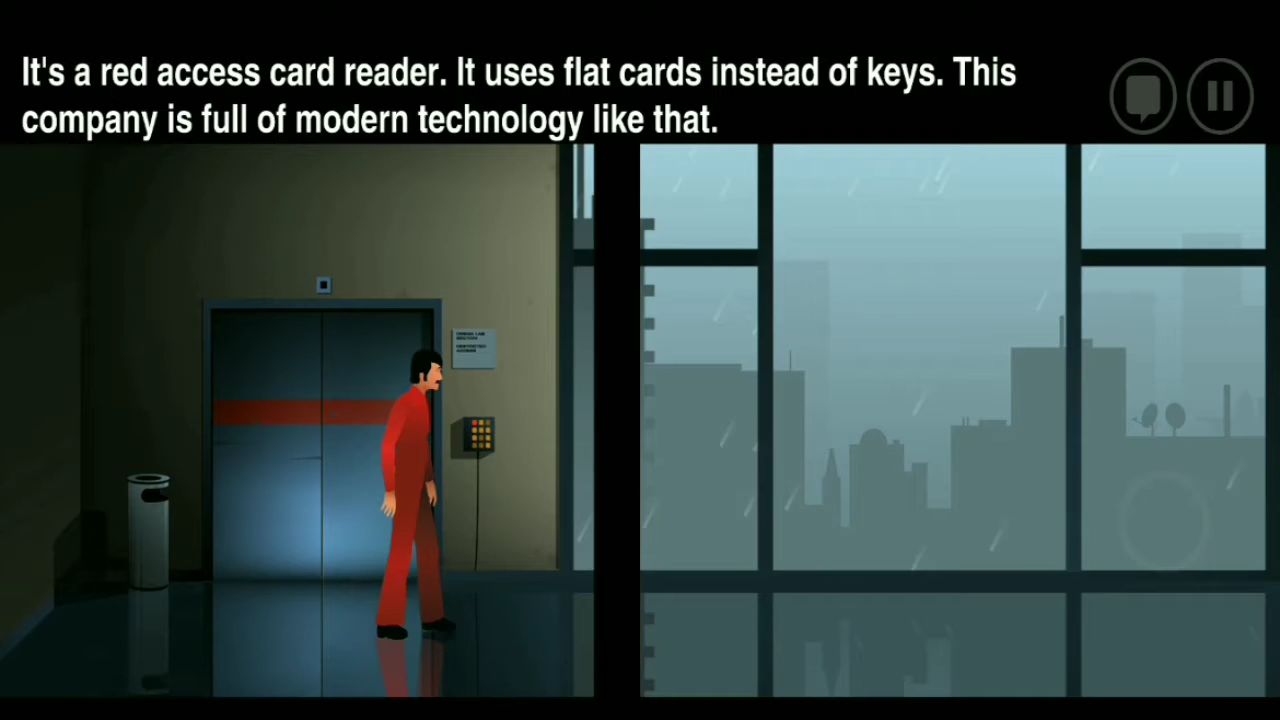 It's a red access card reader. It uses flat cards instead of keys. This
company is full of modern technology like that.